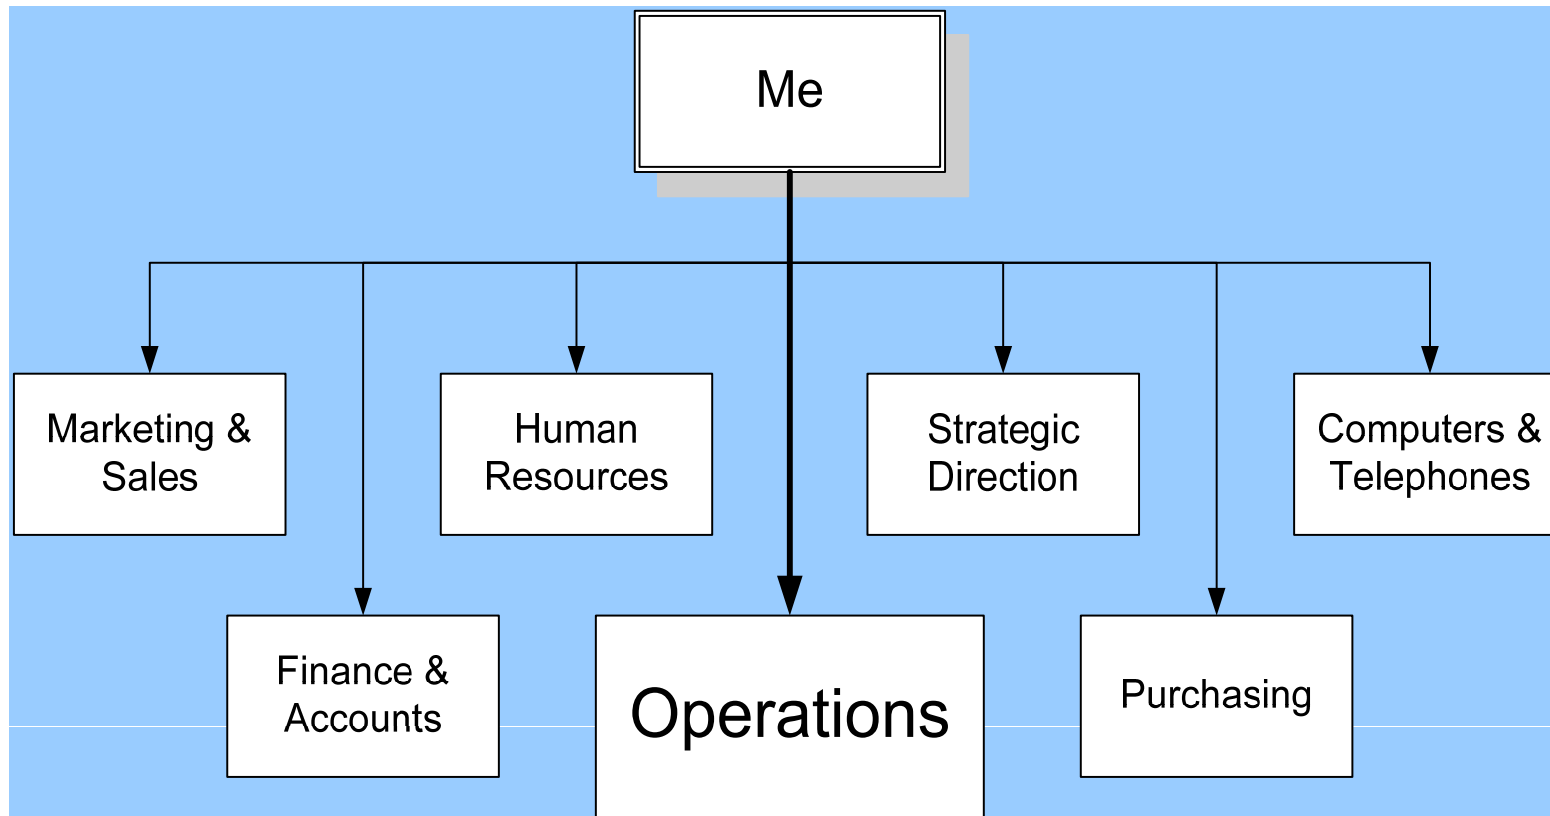 Me
Marketing &
Sales
Human
Resources
Strategic
Direction
Computers &
Telephones
Finance &
Accounts
Operations
Purchasing